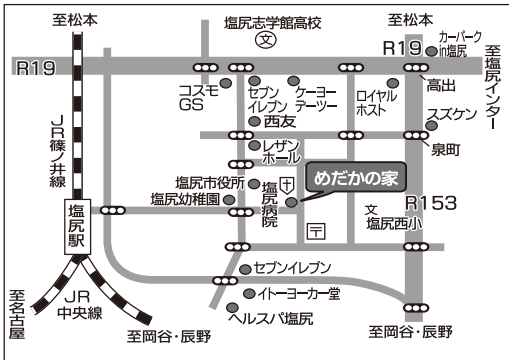 至松本
塩尻志学館高校
文
至松本
R19
カーパーク
in塩尻
至塩尻インター
R19
コスモ
GS
セブン
イレブン
ケーヨー
デーツー
ロイヤル
ホスト
高出
西友
スズケン
JR篠ノ井線
レザン
ホール
泉町
塩尻市役所
めだかの家
塩尻幼稚園
塩尻病院
文
塩尻西小
R153
塩尻駅
〒
セブンイレブン
イトーヨーカー堂
ヘルスパ塩尻
至名古屋
JR
中央線
至岡谷・辰野
至岡谷・辰野